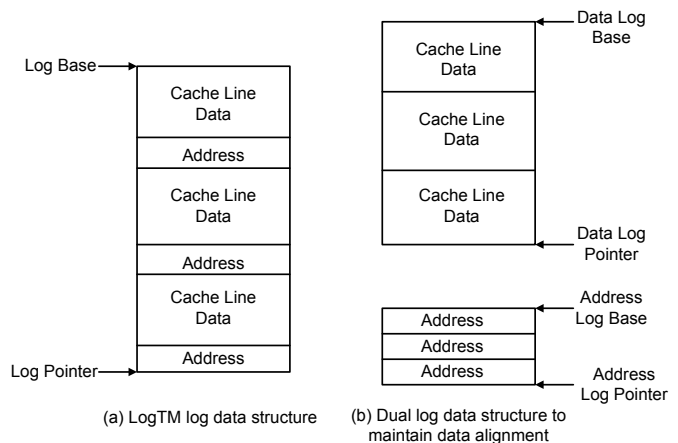 Log Base
Cache Line
Data
Address
Cache Line
Data
Address
Cache Line
Data
Address
Log Pointer
(a) LogTM log data structure
Data Log
Base
Cache Line
Data
Cache Line
Data
Cache Line
Data
Data Log
Pointer
Address
Log Base
Address
Address
Address
Address
Log Pointer
(b) Dual log data structure to
maintain data alignment